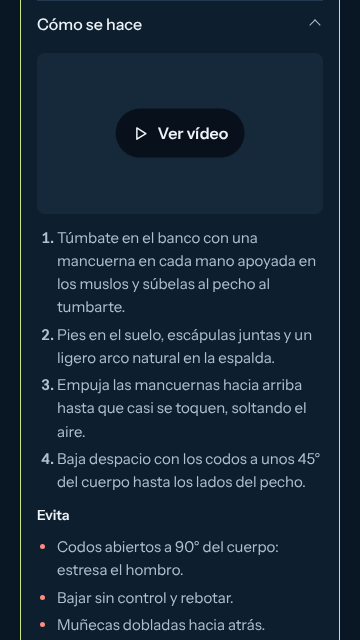 Cómo se hace
Ver vídeo
1. Túmbate en el banco con una
mancuerna en cada mano apoyada en
los muslos y súbelas al pecho al
tumbarte.
2. Pies en el suelo, escápulas juntas y un
ligero arco natural en la espalda.
3. Empuja las mancuernas hacia arriba
hasta que casi se toquen, soltando el
aire.
4. Baja despacio con los codos a unos 45°
del cuerpo hasta los lados del pecho.
Evita
• Codos abiertos a 90° del cuerpo:
estresa el hombro.
• Bajar sin control y rebotar.
• Muñecas dobladas hacia atrás.